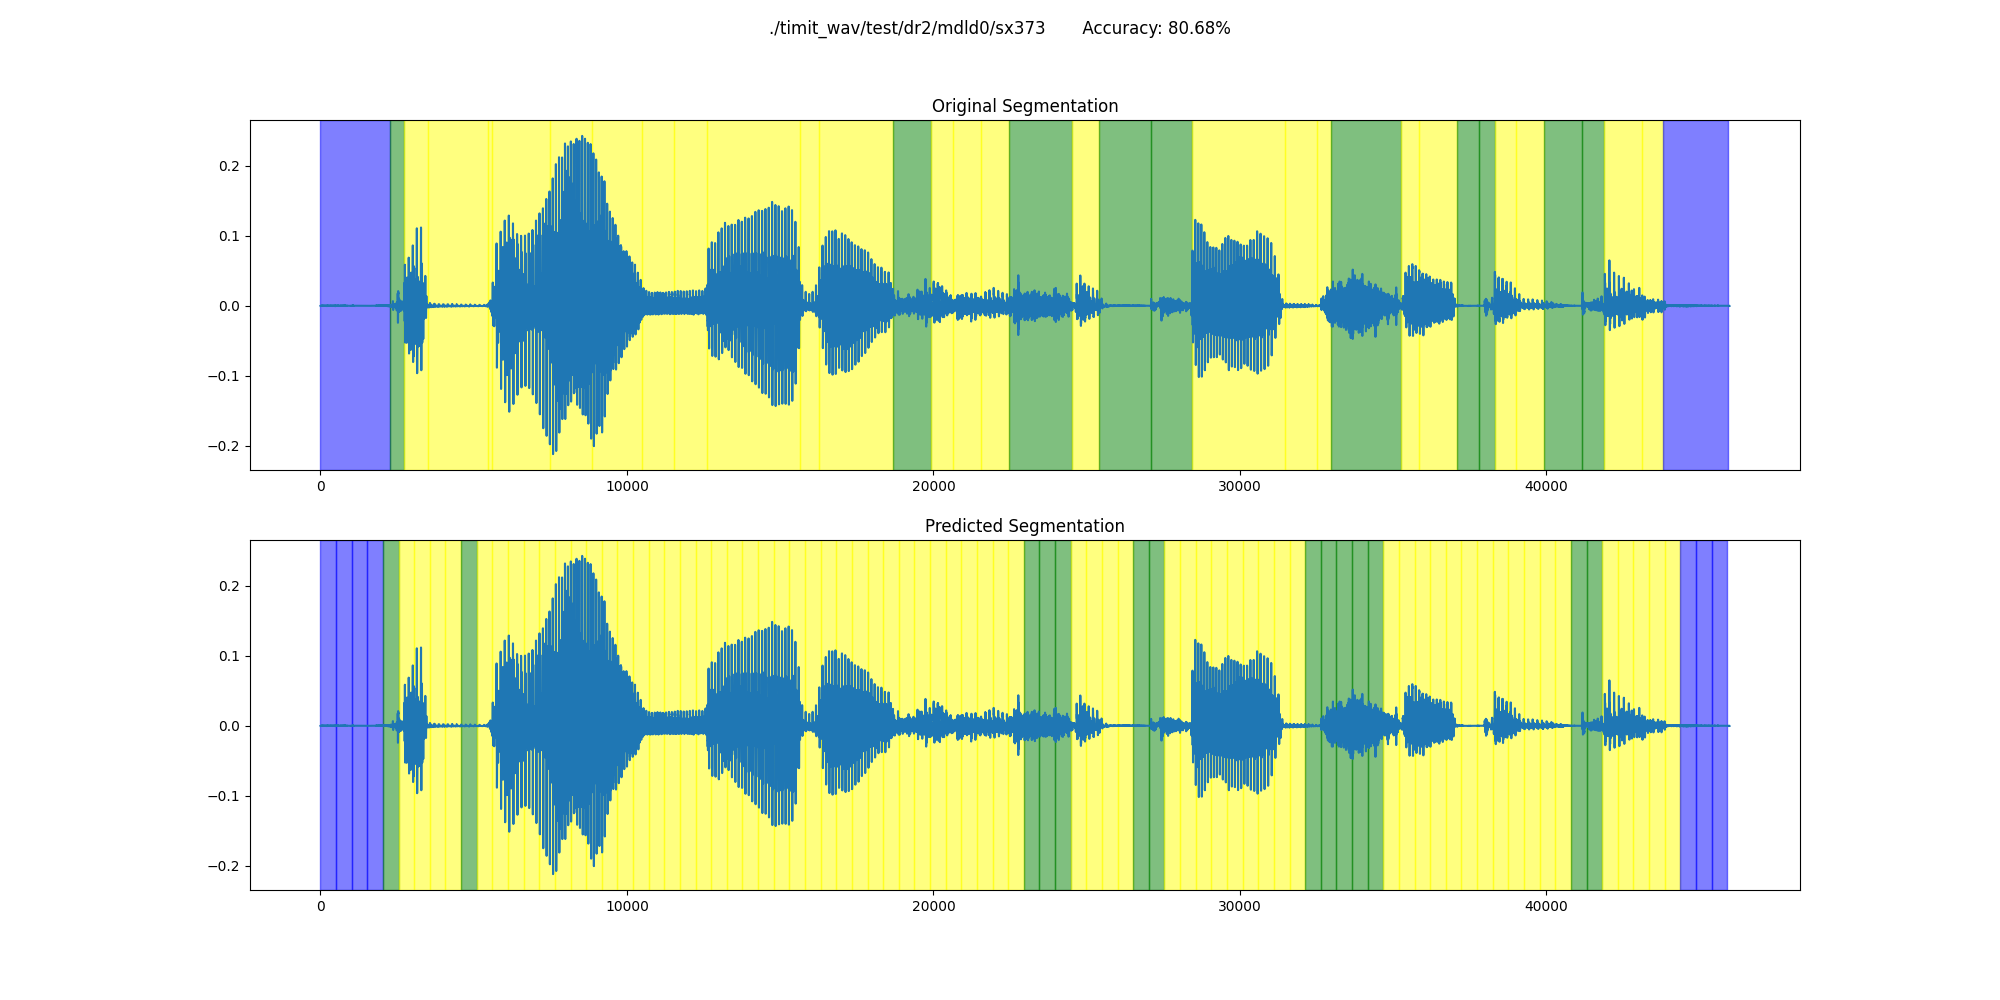 ./timit_wav/test/dr2/mdld0/sx373 Accuracy: 80.68%
Original Segmentation
0.2
0.1
0.0
−0.1
−0.2
0 10000 20000 30000 40000
Predicted Segmentation
0.2
0.1
0.0
−0.1
−0.2
0 10000 20000 30000 40000